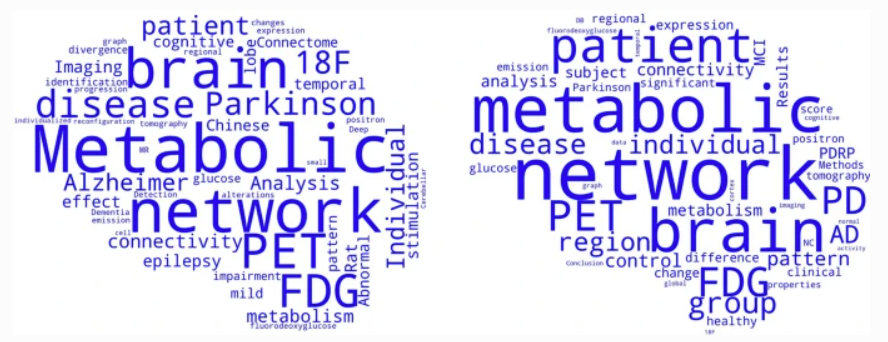 patient
changes
expression
graph
divergence
cognitive
lobe
Connectome
regional
Imaging
brain
18F
temporal
identification
progression
disease
Parkinson
individualized
reconfiguration
tomography
Chinese
positron
Deep
Metabolic
MR
small
Individual
stimulation
Cerebellar
Alzheimer
glucose
Analysis
effect
Detection
alterations
Dementia
emission
network
cell
connectivity
PET
pattern
Rat
Abnormal
epilepsy
impairment
mild
FDG
metabolism
fluorodeoxyglucose
DB
regional
expression
fluorodeoxyglucose
temporal
patient
MCI
Results
emission
subject
connectivity
analysis
Parkinson
significant
metabolic
score
cognitive
disease
data
individual
positron
glucose
network
PDRP
Methods
tomography
graph
cortex
PET
metabolism
imaging
PD
region
brain
normal
NC
AD
activity
Conclusion
control
difference
pattern
change
global
FDG
clinical
properties
group
healthy
18F